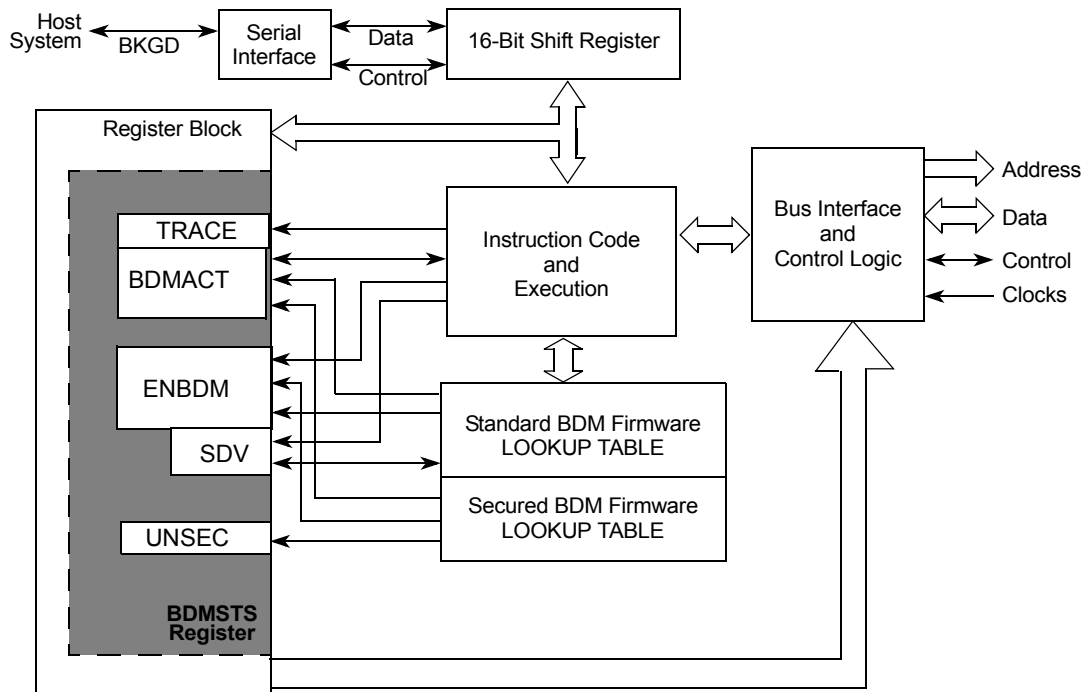 Host
System
BKGD
Serial
Interface
Data
Control
16-Bit Shift Register
Register Block
TRACE
BDMACT
ENBDM
SDV
UNSEC
BDMSTS
Register
Instruction Code
and
Execution
Standard BDM Firmware
LOOKUP TABLE
Secured BDM Firmware
LOOKUP TABLE
Bus Interface
and
Control Logic
Address
Data
Control
Clocks